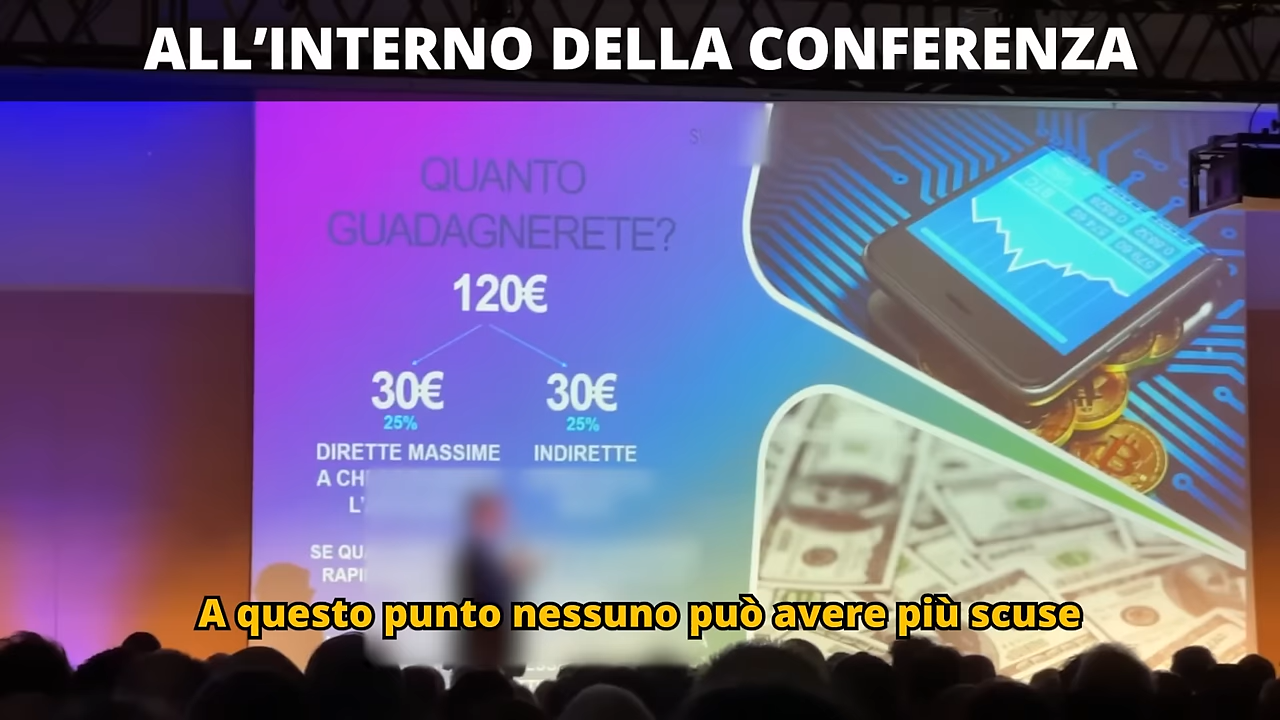 ALL’INTERNO DELLA CONFERENZA
QUANTO
GUADAGNERETE?
120€
30€ 30€
25% 25%
DIRETTE MASSIME INDIRETTE
A
L'
SE
A questo punto nessuno può avere più scuse